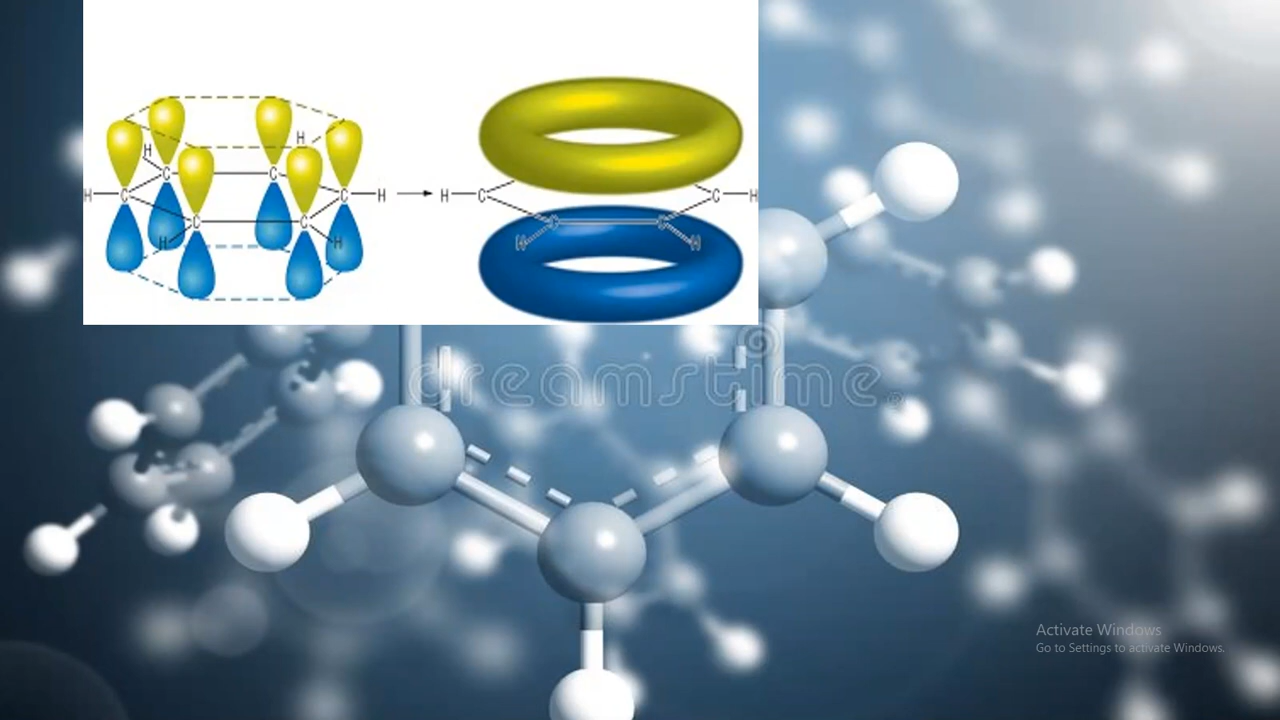 H
H
H C C C C H H C C H
C C
H H
H H
dreamstime.
Activate Windows
Go to Settings to activate Windows.